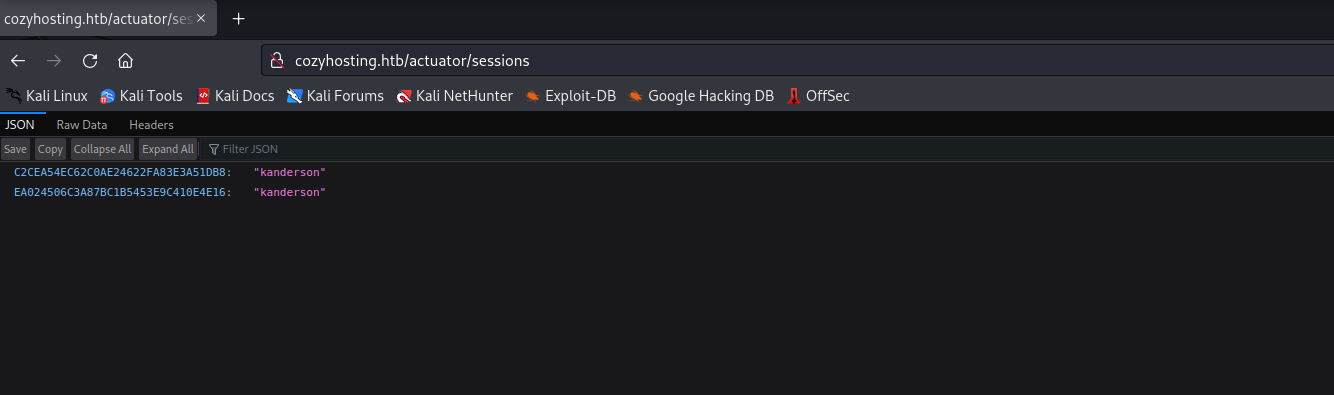 cozyhosting.htb/actuator/ses
cozyhosting.htb/actuator/sessions
Kali Linux Kali Tools Kali Docs Kali Forums Kali NetHunter Exploit-DB Google Hacking DB OffSec
JSON Raw Data Headers
Save Copy Collapse All Expand All Filter JSON
C2CEA54EC62C0AE24622FA83E3A51DB8: "kanderson"
EA024506C3A87BC1B5453E9C410E4E16: "kanderson"